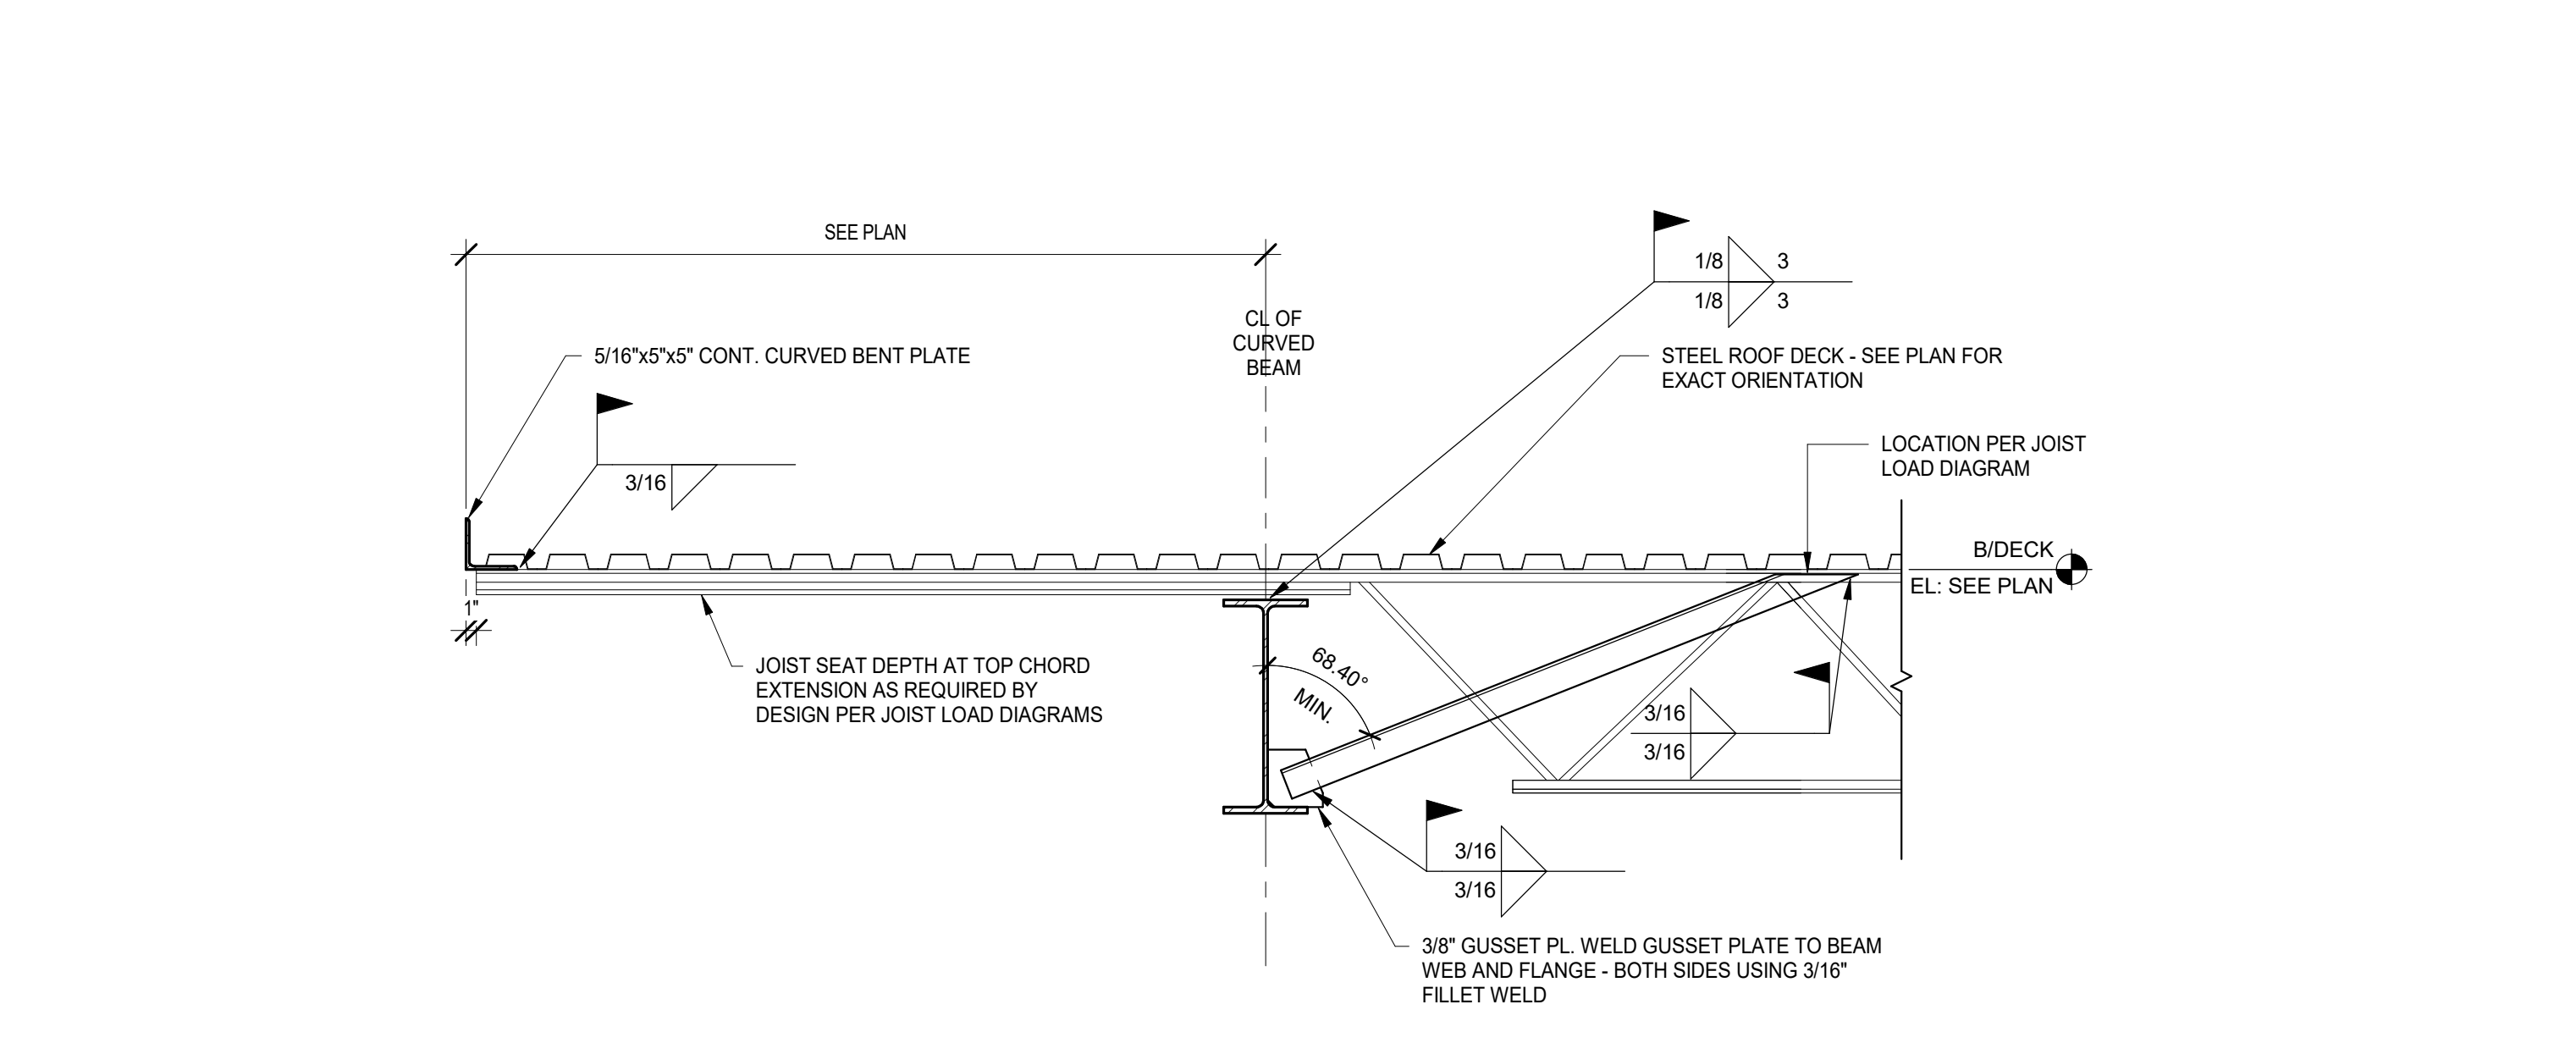 SEE PLAN
1/8 3
1/8 3
CL OF
CURVED
BEAM
5/16"x5"x5" CONT. CURVED BENT PLATE
STEEL ROOF DECK - SEE PLAN FOR
EXACT ORIENTATION
3/16
LOCATION PER JOIST
LOAD DIAGRAM
B/DECK
EL: SEE PLAN
1"
JOIST SEAT DEPTH AT TOP CHORD
EXTENSION AS REQUIRED BY
DESIGN PER JOIST LOAD DIAGRAMS
68.40°
MIN.
3/16
3/16
3/16
3/16
3/8" GUSSET PL. WELD GUSSET PLATE TO BEAM
WEB AND FLANGE - BOTH SIDES USING 3/16"
FILLET WELD